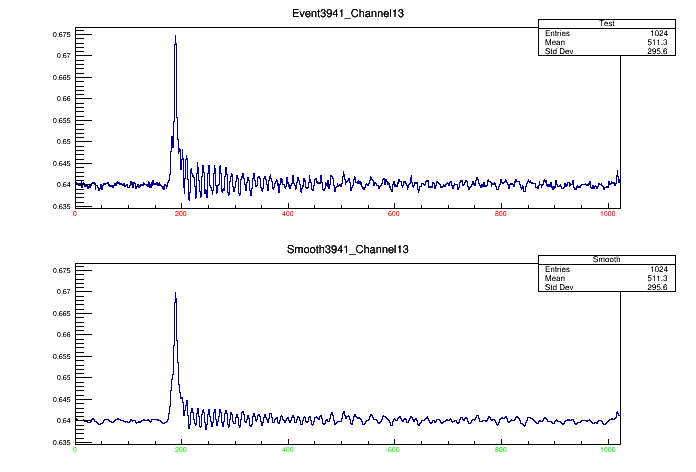 Event3941_Channel13
Test
Entries 1024
Mean 511.3
Std Dev 295.6
0.675
0.67
0.665
0.66
0.655
0.65
0.645
0.64
0.635
0 200 400 600 800 1000
Smooth3941_Channel13
Smooth
Entries 1024
Mean 511.3
Std Dev 295.6
0.675
0.67
0.665
0.66
0.655
0.65
0.645
0.64
0.635
0 200 400 600 800 1000